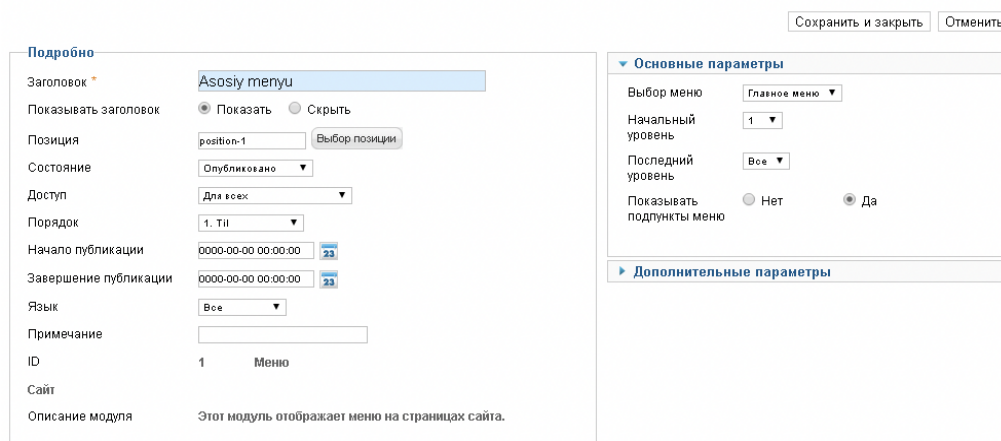 Сохранить и закрыть Отменить
Подробно
Заголовок * Asosiy menyu
Показывать заголовок Показать Скрыть
Позиция position-1 Выбор позиции
Состояние Опубликовано
Доступ Для всех
Порядок 1. Til
Начало публикации 0000-00-00 00:00:00 23
Завершение публикации 0000-00-00 00:00:00 23
Язык Все
Примечание
ID 1 Меню
Сайт
Описание модуля Этот модуль отображает меню на страницах сайта.
Основные параметры
Выбор меню Главное меню
Начальный 1
уровень
Последний Все
уровень
Показывать Нет Да
подпункты меню
Дополнительные параметры